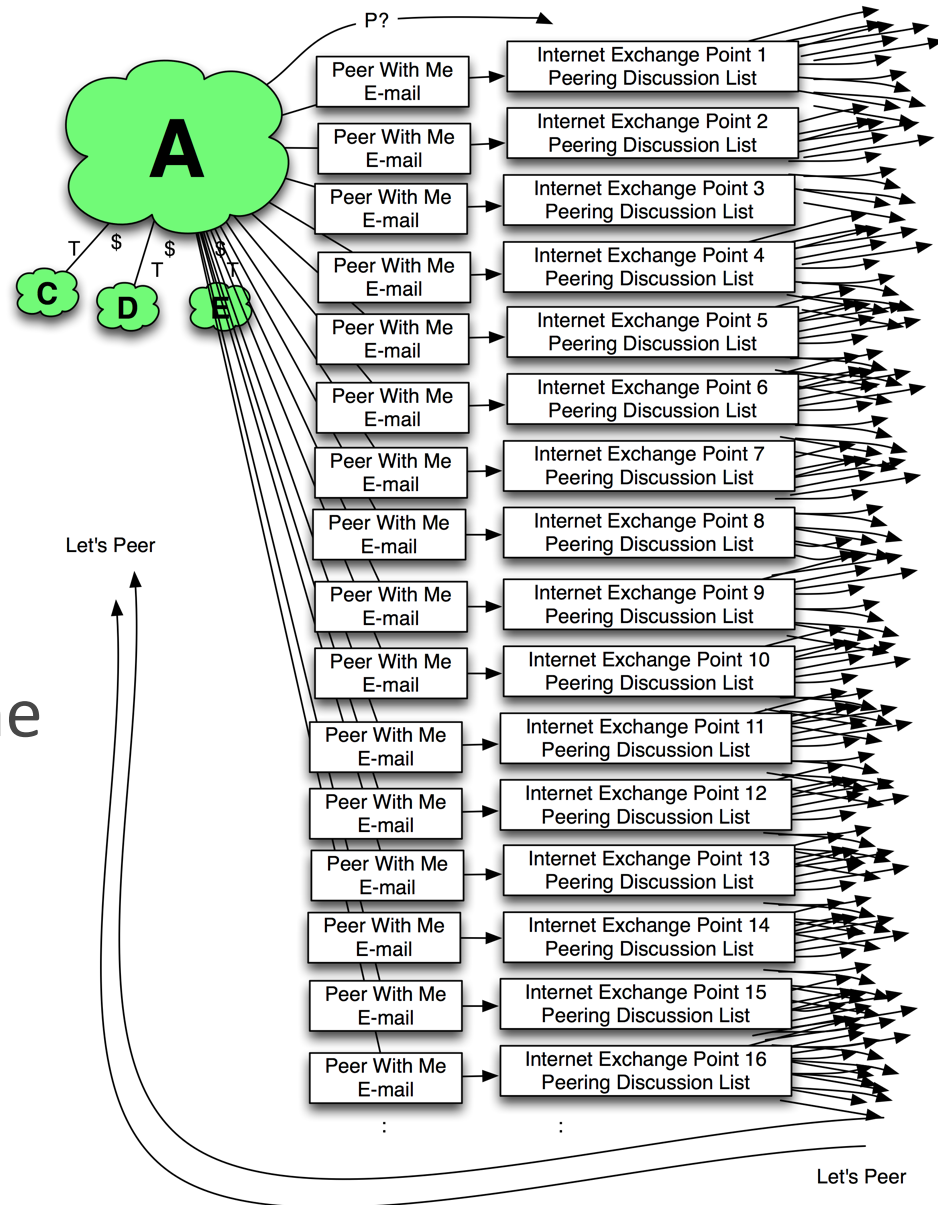 P?
A
Peer With Me
E-mail
Internet Exchange Point 1
Peering Discussion List
Peer With Me
E-mail
Internet Exchange Point 2
Peering Discussion List
Peer With Me
E-mail
Internet Exchange Point 3
Peering Discussion List
T $ $ $
T T
C D E
Peer With Me
E-mail
Internet Exchange Point 4
Peering Discussion List
Peer With Me
E-mail
Internet Exchange Point 5
Peering Discussion List
Peer With Me
E-mail
Internet Exchange Point 6
Peering Discussion List
Peer With Me
E-mail
Internet Exchange Point 7
Peering Discussion List
Peer With Me
E-mail
Internet Exchange Point 8
Peering Discussion List
Let's Peer
Peer With Me
E-mail
Internet Exchange Point 9
Peering Discussion List
Peer With Me
E-mail
Internet Exchange Point 10
Peering Discussion List
Peer With Me
E-mail
Internet Exchange Point 11
Peering Discussion List
Peer With Me
E-mail
Internet Exchange Point 12
Peering Discussion List
Peer With Me
E-mail
Internet Exchange Point 13
Peering Discussion List
Peer With Me
E-mail
Internet Exchange Point 14
Peering Discussion List
Peer With Me
E-mail
Internet Exchange Point 15
Peering Discussion List
Peer With Me
E-mail
Internet Exchange Point 16
Peering Discussion List
: :
Let's Peer